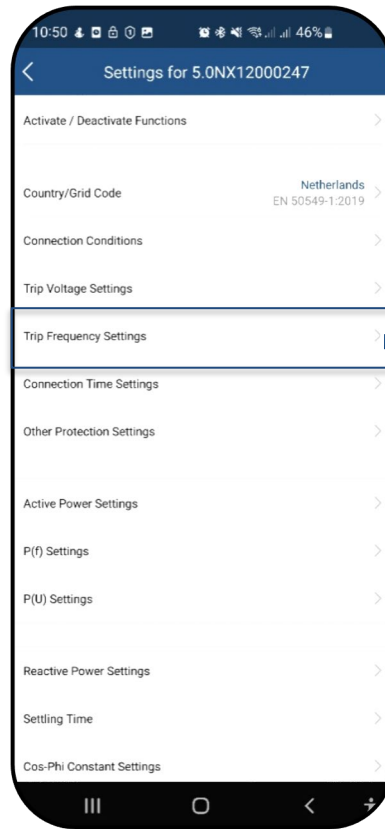 10:50 46%
Settings for 5.0NX12000247
Activate / Deactivate Functions
Country/Grid Code
Netherlands
EN 50549-1:2019
Connection Conditions
Trip Voltage Settings
Trip Frequency Settings
Connection Time Settings
Other Protection Settings
Active Power Settings
P(f) Settings
P(U) Settings
Reactive Power Settings
Settling Time
Cos-Phi Constant Settings